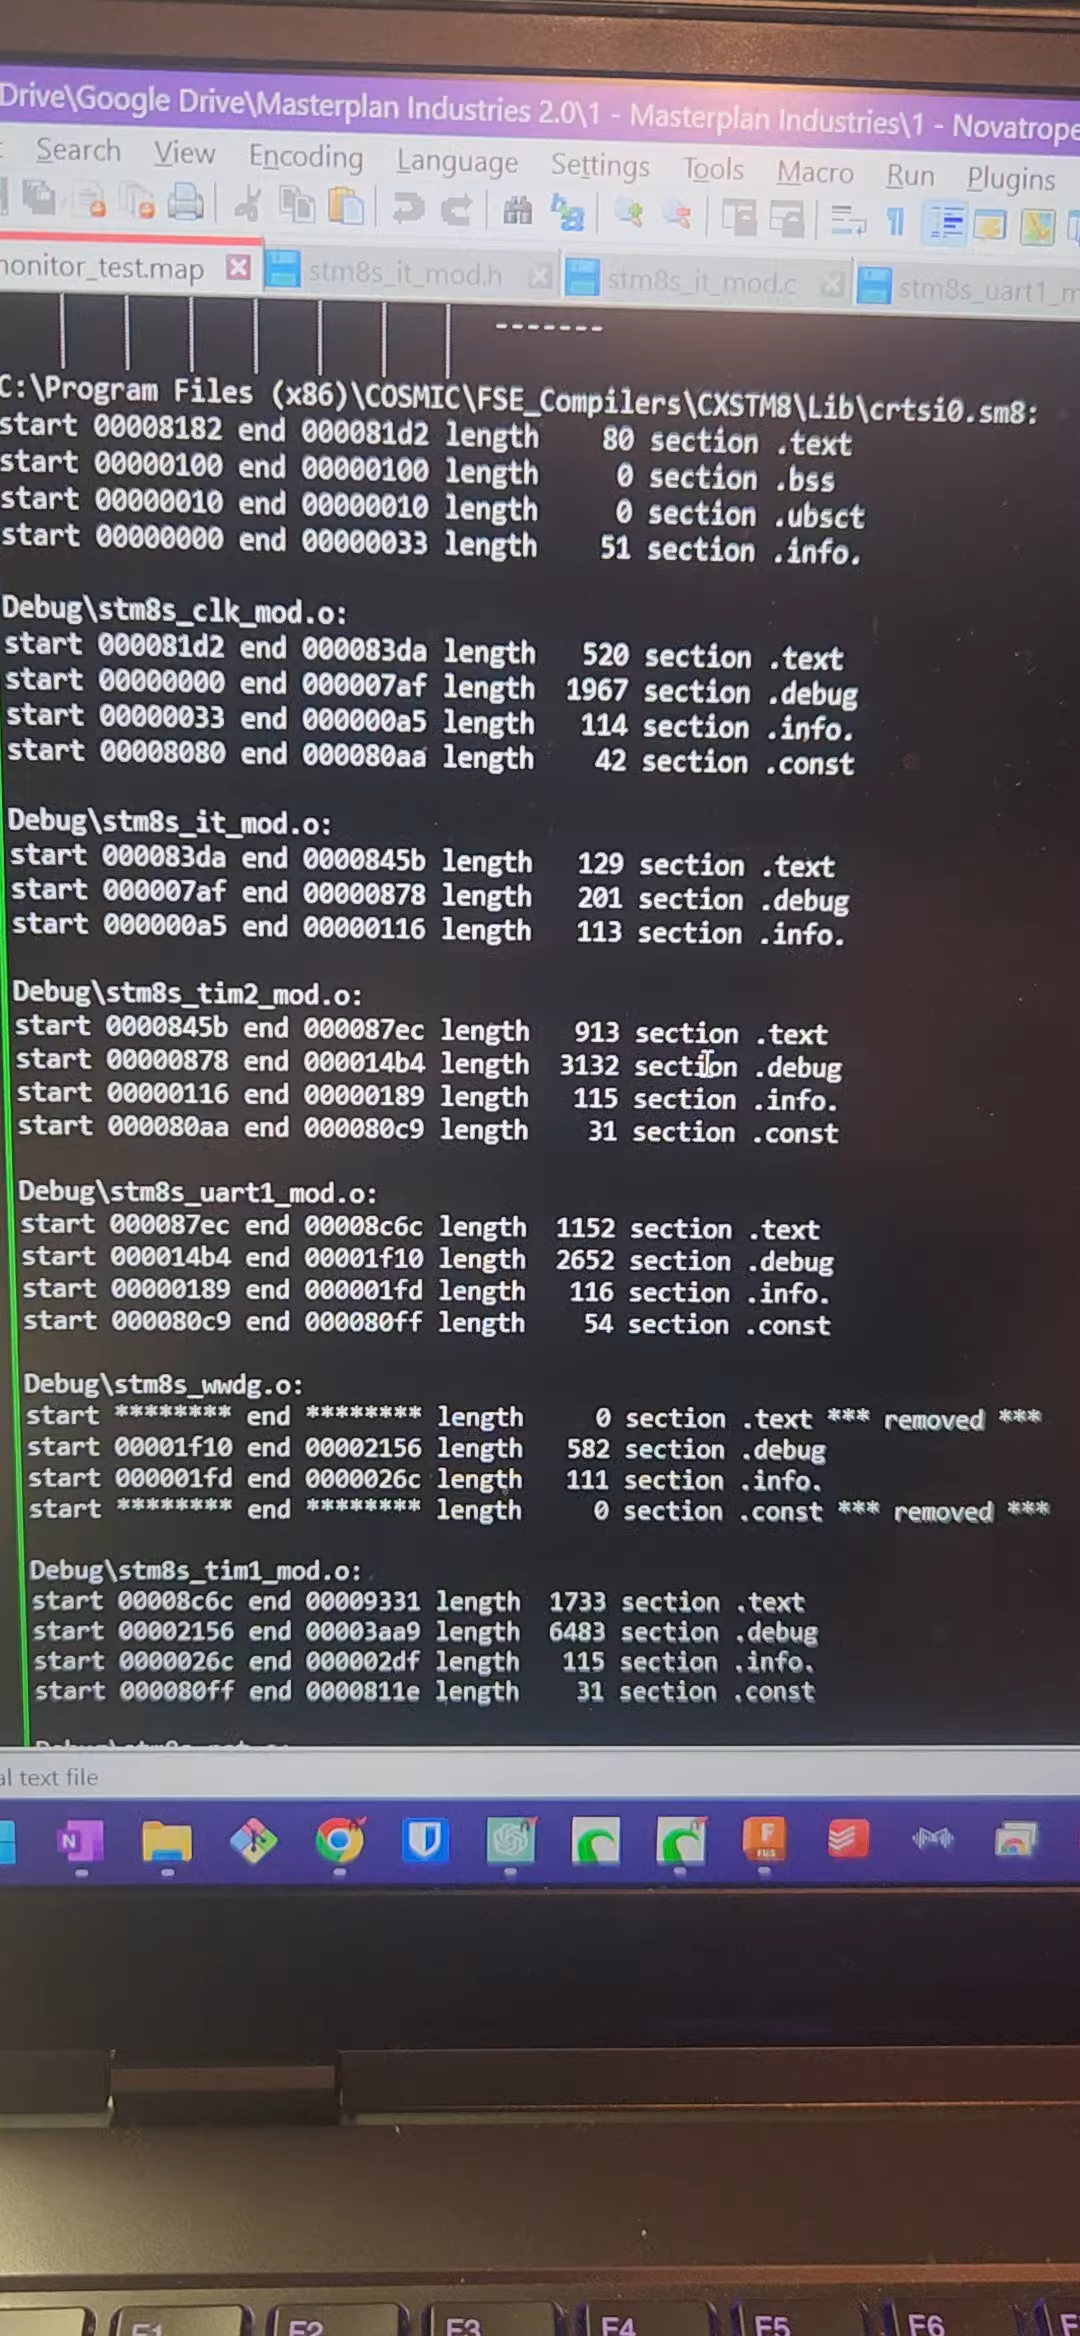 Drive\Google Drive\Masterplan Industries 2.0\1 - Masterplan Industries\1 - Novatrope
Search View Encoding Language Settings Tools Macro Run Plugins
onitor_test.map stm8s_it_mod.h stm8s_it_mod.c stm8s_uart1_m
-------
C:\Program Files (x86)\COSMIC\FSE_Compilers\CXSTM8\Lib\crtsi0.sm8:
start 00008182 end 000081d2 length 80 section .text
start 00000100 end 00000100 length 0 section .bss
start 00000010 end 00000010 length 0 section .ubsct
start 00000000 end 00000033 length 51 section .info.
Debug\stm8s_clk_mod.o:
start 000081d2 end 000083da length 520 section .text
start 00000000 end 000007af length 1967 section .debug
start 00000033 end 000000a5 length 114 section .info.
start 00008080 end 000080aa length 42 section .const
Debug\stm8s_it_mod.o:
start 000083da end 0000845b length 129 section .text
start 000007af end 00000878 length 201 section .debug
start 000000a5 end 00000116 length 113 section .info.
Debug\stm8s_tim2_mod.o:
start 0000845b end 000087ec length 913 section .text
start 00000878 end 000014b4 length 3132 section .debug
start 00000116 end 00000189 length 115 section .info.
start 000080aa end 000080c9 length 31 section .const
Debug\stm8s_uart1_mod.o:
start 000087ec end 00008c6c length 1152 section .text
start 000014b4 end 00001f10 length 2652 section .debug
start 00000189 end 000001fd length 116 section .info.
start 000080c9 end 000080ff length 54 section .const
Debug\stm8s_wwdg.o:
start ******** end ******** length 0 section .text *** removed ***
start 00001f10 end 00002156 length 582 section .debug
start 000001fd end 0000026c length 111 section .info.
start ******** end ******** length 0 section .const *** removed ***
Debug\stm8s_tim1_mod.o:
start 00008c6c end 00009331 length 1733 section .text
start 00002156 end 00003aa9 length 6483 section .debug
start 0000026c end 000002df length 115 section .info.
start 000080ff end 0000811e length 31 section .const
al text file
N
F
FUS
F1 F2 F3 F4 F5 F6 F